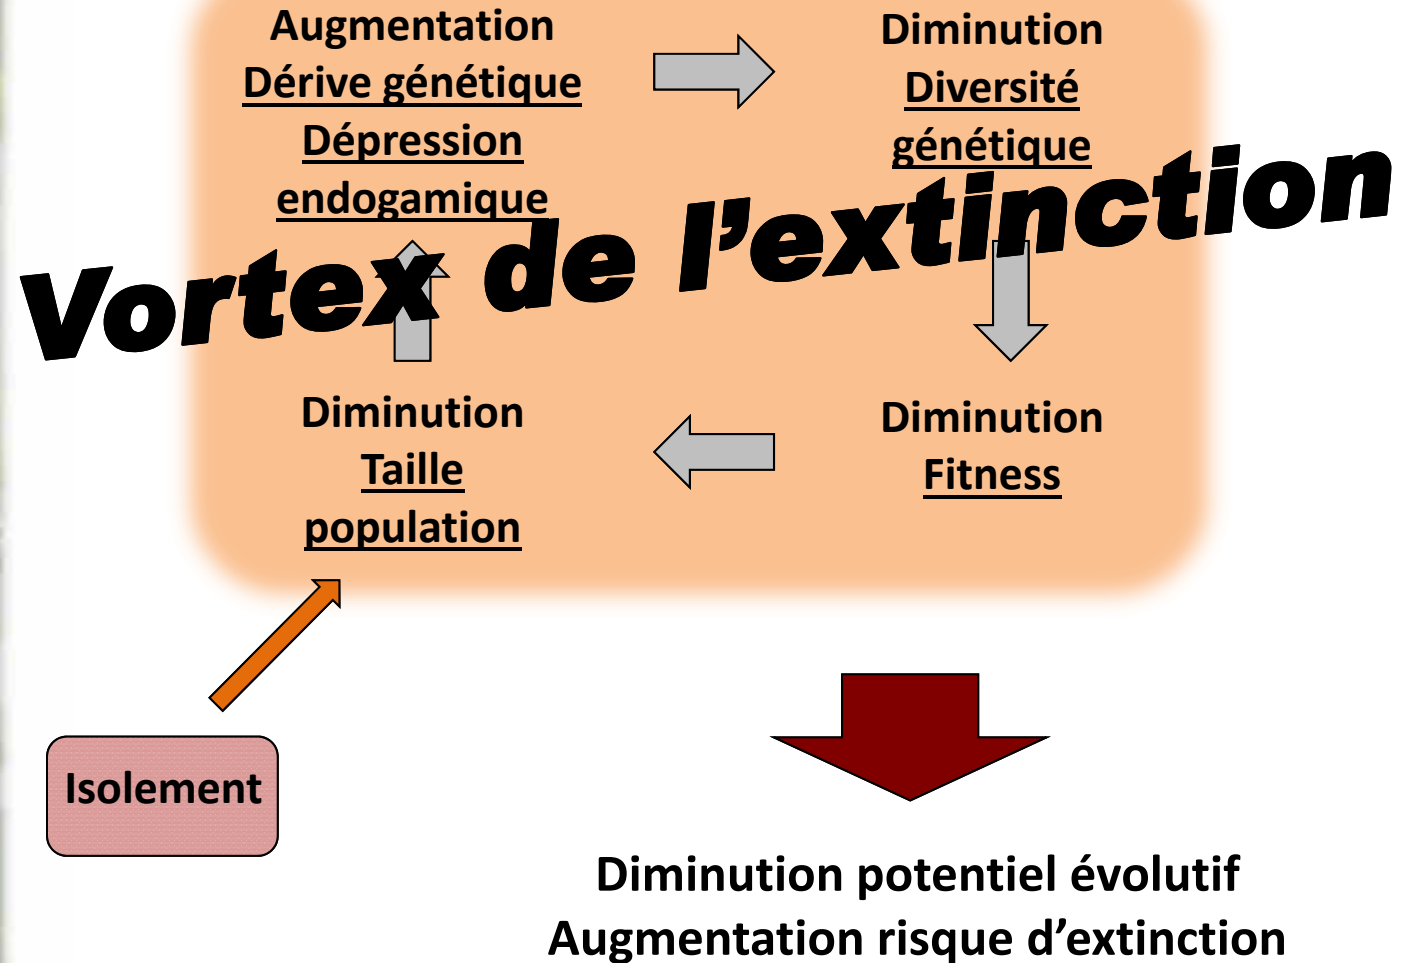 Augmentation
Dérive génétique
Dépression
endogamique
Diminution
Diversité
génétique
Vortex de l’extinction
Diminution
Taille
population
Diminution
Fitness
Isolement
Diminution potentiel évolutif
Augmentation risque d’extinction